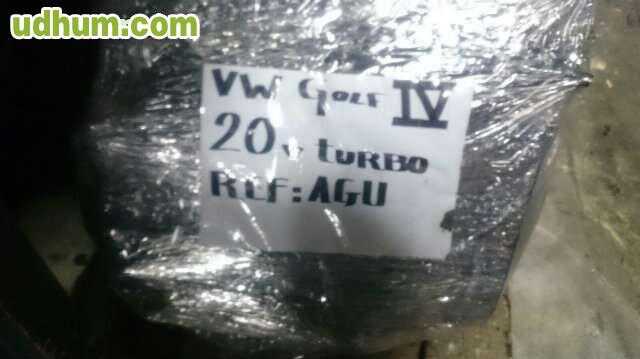 udhum.com
VW GOLF IV
20v TURBO
REF: AGU